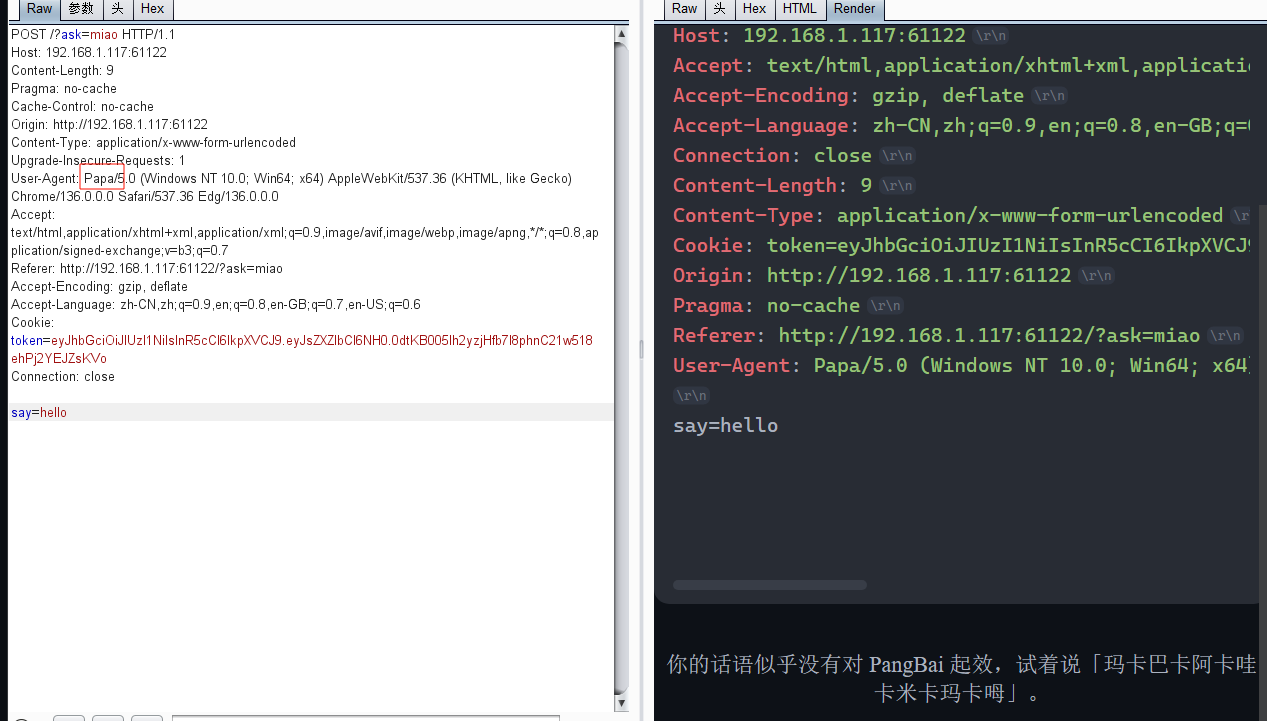 Raw 参数 头 Hex
POST /?ask=miao HTTP/1.1
Host: 192.168.1.117:61122
Content-Length: 9
Pragma: no-cache
Cache-Control: no-cache
Origin: http://192.168.1.117:61122
Content-Type: application/x-www-form-urlencoded
Upgrade-Insecure-Requests: 1
User-Agent: Papa/5.0 (Windows NT 10.0; Win64; x64) AppleWebKit/537.36 (KHTML, like Gecko)
Chrome/136.0.0.0 Safari/537.36 Edg/136.0.0.0
Accept:
text/html,application/xhtml+xml,application/xml;q=0.9,image/avif,image/webp,image/apng,*/*;q=0.8,ap
plication/signed-exchange;v=b3;q=0.7
Referer: http://192.168.1.117:61122/?ask=miao
Accept-Encoding: gzip, deflate
Accept-Language: zh-CN,zh;q=0.9,en;q=0.8,en-GB;q=0.7,en-US;q=0.6
Cookie:
token=eyJhbGciOiJIUzI1NiIsInR5cCI6IkpXVCJ9.eyJsZXZlbCI6NH0.0dtKB005lh2yzjHfb7I8phnC21w518
ehPj2YEJZsKVo
Connection: close
say=hello
Raw 头 Hex HTML Render
Host: 192.168.1.117:61122 \r\n
Accept: text/html,application/xhtml+xml,applicatio
Accept-Encoding: gzip, deflate \r\n
Accept-Language: zh-CN,zh;q=0.9,en;q=0.8,en-GB;q=0
Connection: close \r\n
Content-Length: 9 \r\n
Content-Type: application/x-www-form-urlencoded \r
Cookie: token=eyJhbGciOiJIUzI1NiIsInR5cCI6IkpXVCJ9
Origin: http://192.168.1.117:61122 \r\n
Pragma: no-cache \r\n
Referer: http://192.168.1.117:61122/?ask=miao \r\n
User-Agent: Papa/5.0 (Windows NT 10.0; Win64; x64)
\r\n
say=hello
你的话语似乎没有对 PangBai 起效，试着说「玛卡巴卡阿卡哇
卡米卡玛卡呣」。